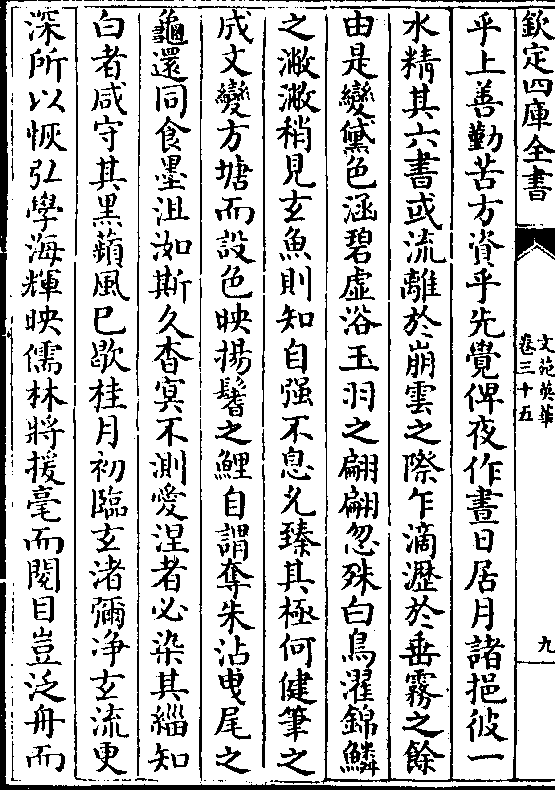 欽定四庫全書
文苑英華
卷三十五
九
乎上善勤苦方資乎先覺俾夜作晝日居月諸挹彼一
水精其六書或流離於崩雲之際乍滴瀝於垂霧之餘
由是變黛色涵碧虛浴玉羽之翩翩忽殊白鳥濯錦鱗
之潎潎稍見玄魚則知自强不息允臻其極何健筆之
成文變方塘而設色映揚鬐之鯉自謂奪朱沾曳尾之
龜還同食墨沮洳斯久杳寞不測愛涅者必染其緇知
白者咸守其黑蘋風已歇桂月初臨玄渚彌净玄流更
深所以恢弘學海輝映儒林將援毫而閱目豈泛舟而